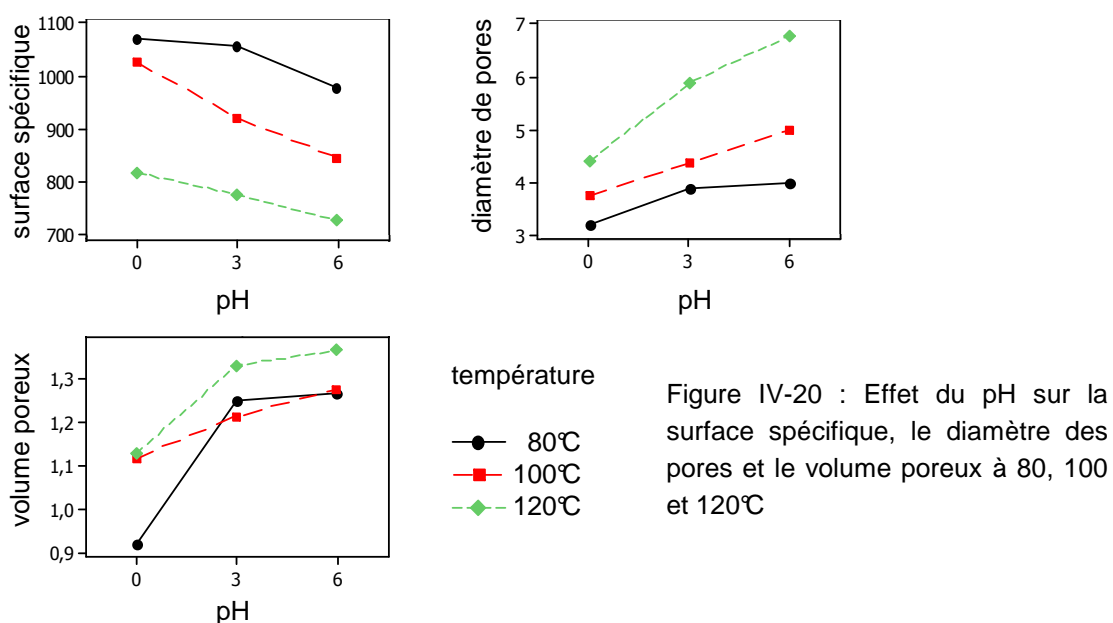 surface spécifique
1100
1000
900
800
700
0 3 6
pH
diamètre de pores
7
6
5
4
3
0 3 6
pH
volume poreux
1,3
1,2
1,1
1,0
0,9
0 3 6
pH
température
80°C
100°C
120°C
Figure IV-20 : Effet du pH sur la
surface spécifique, le diamètre des
pores et le volume poreux à 80, 100
et 120°C